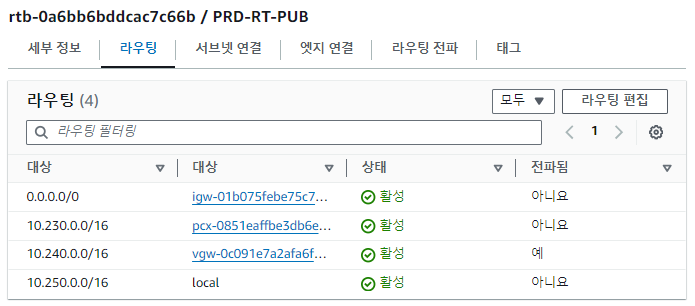 rtb-0a6bb6bddcac7c66b / PRD-RT-PUB
세부 정보 라우팅 서브넷 연결 엣지 연결 라우팅 전파 태그
라우팅 (4) 모두 라우팅 편집
라우팅 필터링 1
대상 대상 상태 전파됨
0.0.0.0/0 igw-01b075febe75c7... 활성 아니요
10.230.0.0/16 pcx-0851eaffbe3db6e... 활성 아니요
10.240.0.0/16 vgw-0c091e7a2afa6f... 활성 예
10.250.0.0/16 local 활성 아니요